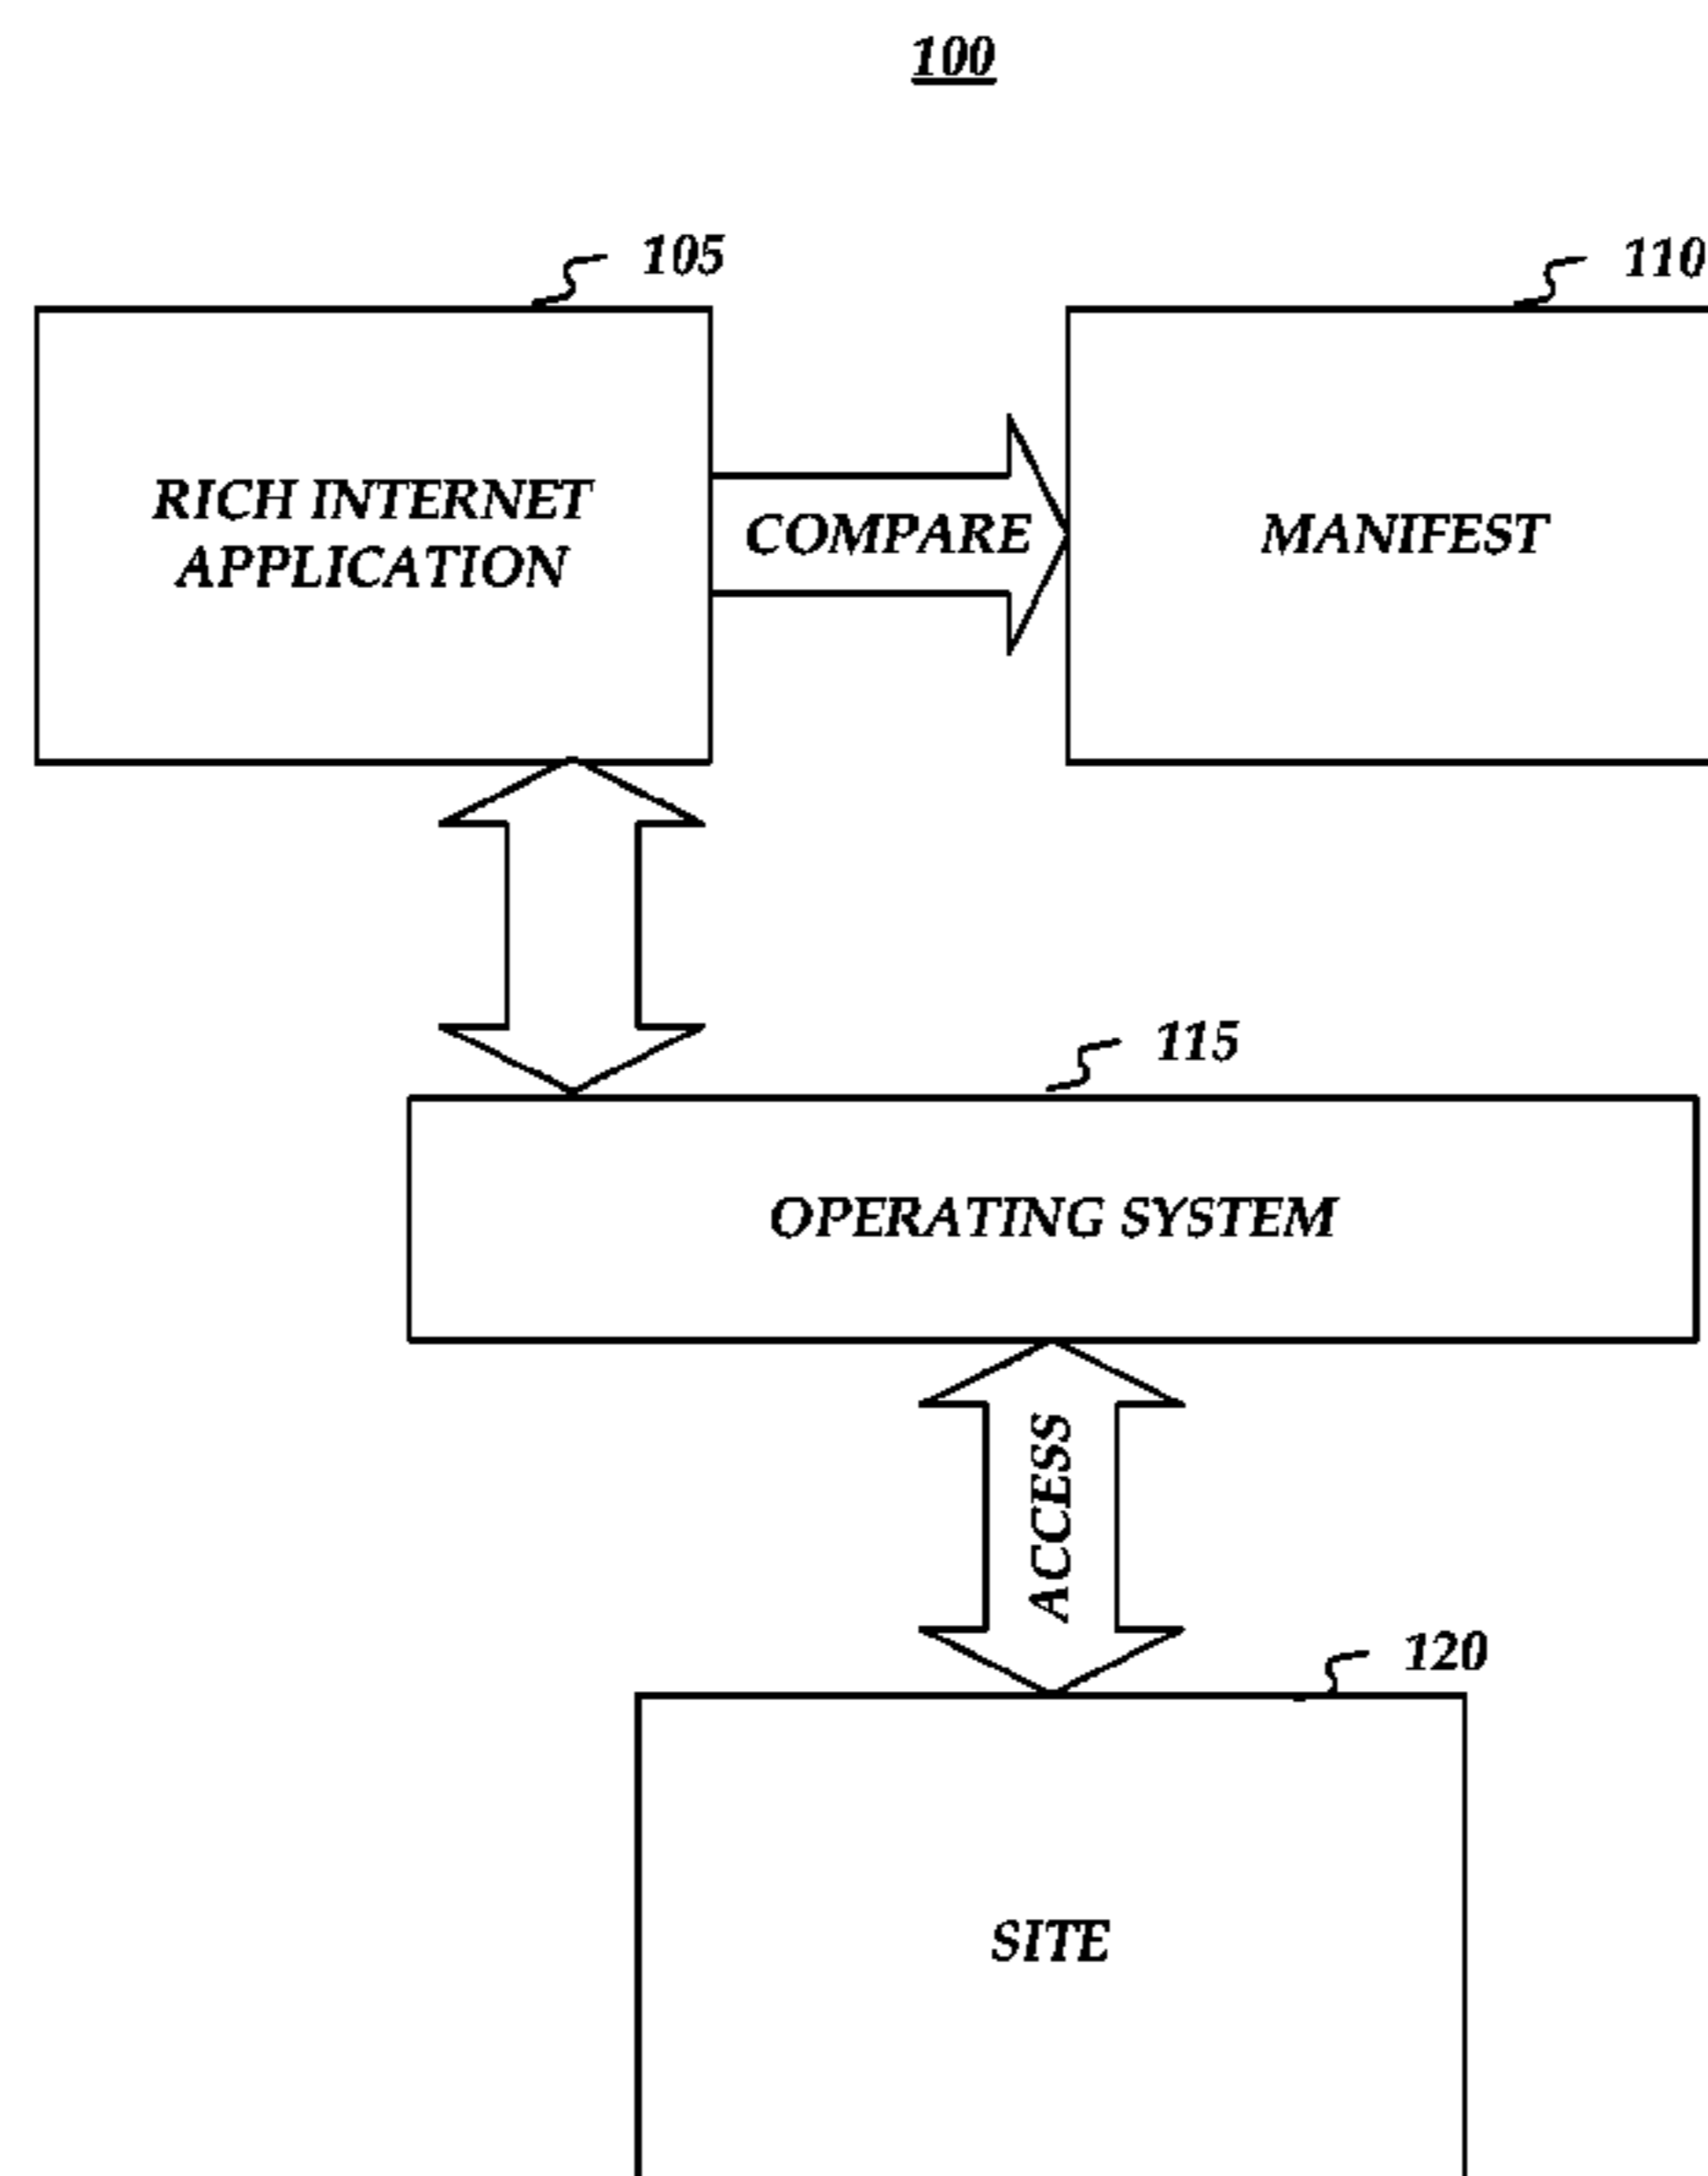 100
105
110
RICH INTERNET
APPLICATION
COMPARE
MANIFEST
115
OPERATING SYSTEM
ACCESS
120
SITE